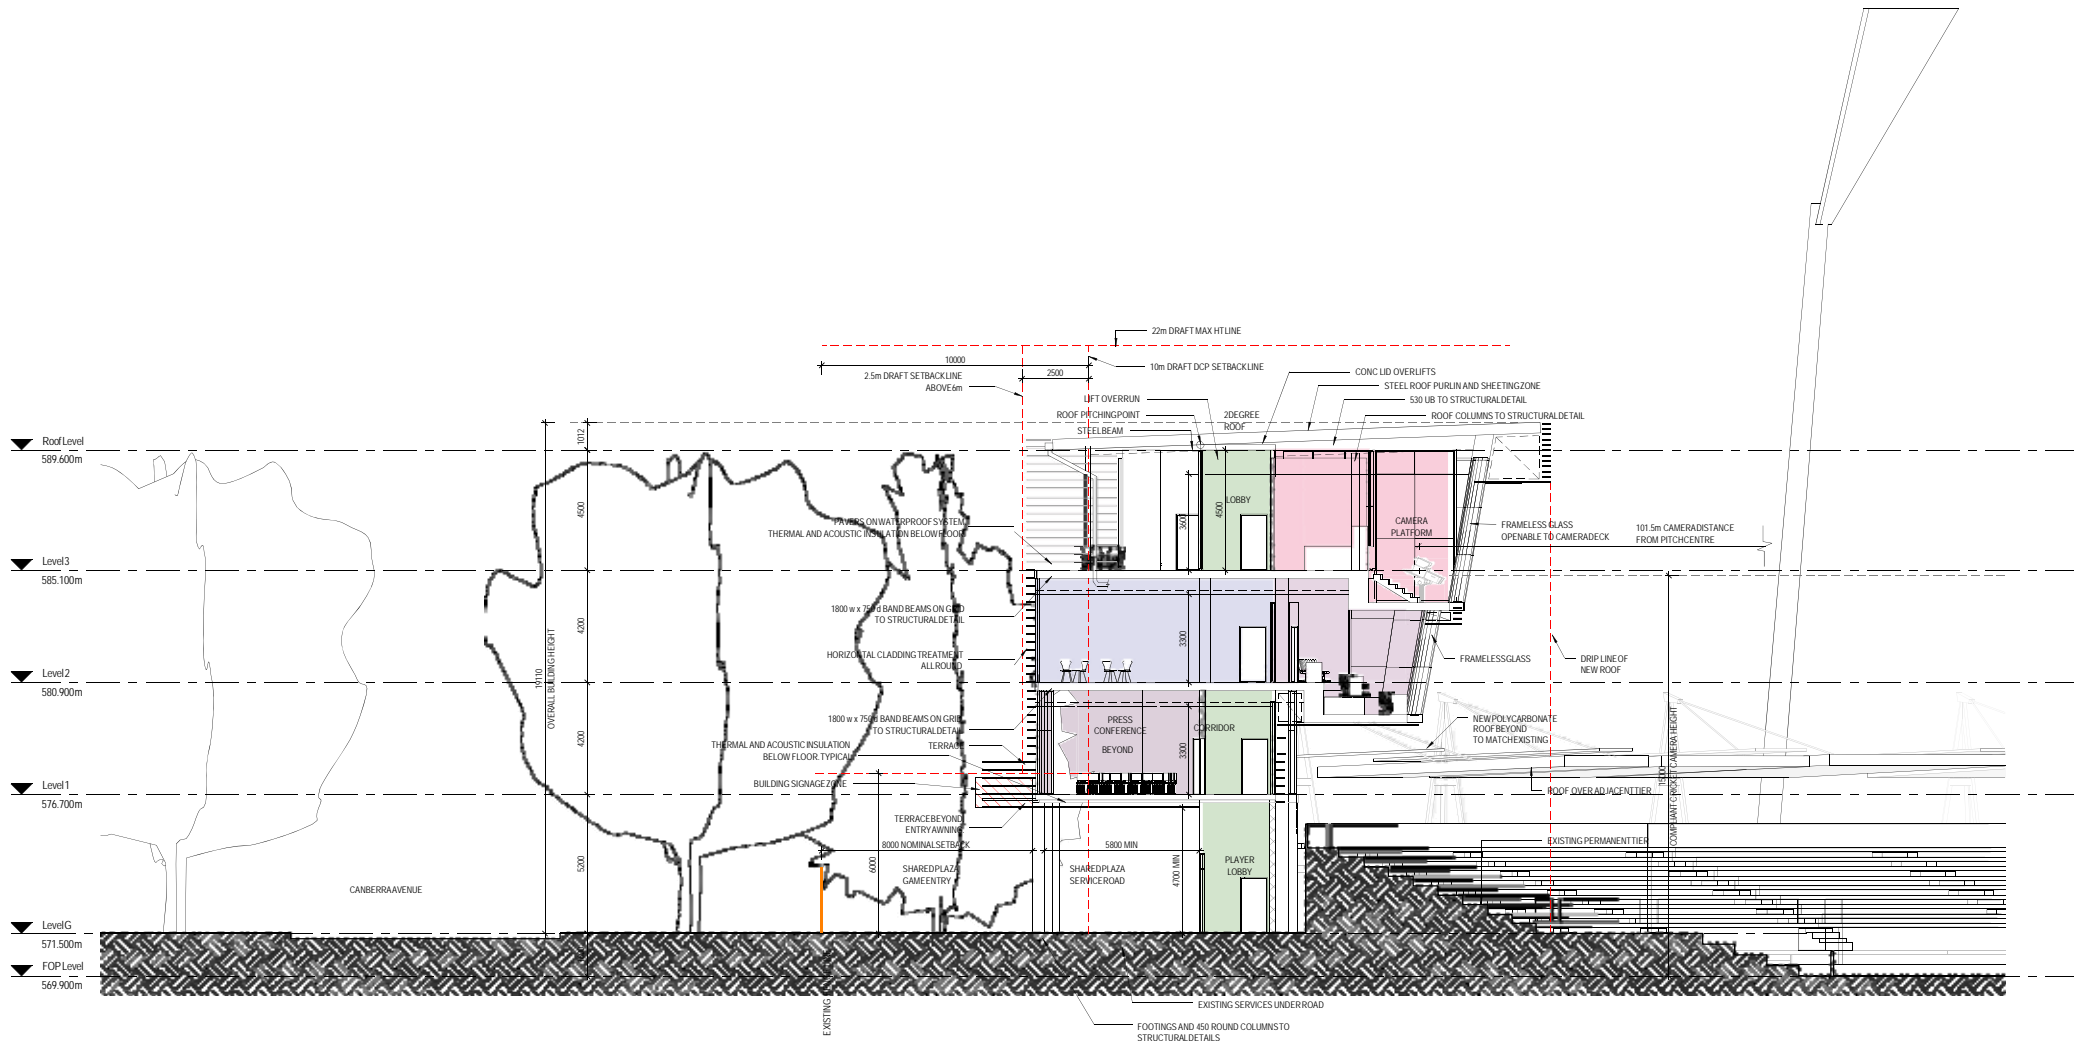 22m DRAFT MAX HT LINE
10000
10m DRAFT DCP SETBACK LINE
2.5m DRAFT SETBACK LINE
ABOVE 6m
2500
CONC LID OVER LIFTS
STEEL ROOF PURLIN AND SHEETING ZONE
LIFT OVERRUN
530 UB TO STRUCTURAL DETAIL
ROOF PITCHING POINT
2 DEGREE
ROOF
ROOF COLUMNS TO STRUCTURAL DETAIL
STEEL BEAM
1012
Roof Level
589.600m
4500
3600
4500
LOBBY
CAMERA
PLATFORM
FRAMELESS GLASS
OPENABLE TO CAMERA DECK
101.5m CAMERA DISTANCE
FROM PITCH CENTRE
PAVERS ON WATERPROOF SYSTEM
THERMAL AND ACOUSTIC INSULATION BELOW FLOOR
Level 3
585.100m
1800 w x 750 d BAND BEAMS ON GRID
TO STRUCTURAL DETAIL
4200
3300
19110
OVERALL BUILDING HEIGHT
HORIZONTAL CLADDING TREATMENT
ALL ROUND
FRAMELESS GLASS
DRIP LINE OF
NEW ROOF
Level 2
580.900m
1800 w x 750 d BAND BEAMS ON GRID
TO STRUCTURAL DETAIL
PRESS
CONFERENCE
BEYOND
CORRIDOR
NEW POLYCARBONATE
ROOF BEYOND
TO MATCH EXISTING
THERMAL AND ACOUSTIC INSULATION
BELOW FLOOR. TYPICAL
TERRACE
4200
3300
15000
COMPLIANT CRICKET CAMERA HEIGHT
BUILDING SIGNAGE ZONE
ROOF OVER ADJACENT TIER
Level 1
576.700m
TERRACE BEYOND
ENTRY AWNING
8000 NOMINAL SETBACK
5800 MIN
EXISTING PERMANENT TIER
5200
6000
4700 MIN
SHARED PLAZA
GAME ENTRY
SHARED PLAZA
SERVICE ROAD
PLAYER
LOBBY
CANBERRA AVENUE
Level G
571.500m
FOP Level
569.900m
EXISTING
EXISTING SERVICES UNDER ROAD
FOOTINGS AND 450 ROUND COLUMNS TO
STRUCTURAL DETAILS